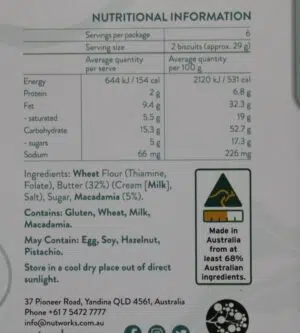 NUTRITIONAL INFORMATION
Servings per package 6
Serving size 2 biscuits (approx. 29 g)
Average quantity per serve Average quantity per 100 g
Energy 644 kJ / 154 cal 2120 kJ / 531 cal
Protein 2 g 6.8 g
Fat 9.4 g 32.3 g
- saturated 5.5 g 19 g
Carbohydrate 15.3 g 52.7 g
- sugars 5 g 17.3 g
Sodium 66 mg 226 mg
Ingredients: Wheat Flour (Thiamine,
Folate), Butter (32%) (Cream [Milk],
Salt), Sugar, Macadamia (5%).
Contains: Gluten, Wheat, Milk,
Macadamia.
May Contain: Egg, Soy, Hazelnut,
Pistachio.
Store in a cool dry place out of direct
sunlight.
Made in
Australia
from at
least 68%
Australian
ingredients.
37 Pioneer Road, Yandina QLD 4561, Australia
Phone +61 7 5472 7777
info@nutworks.com.au